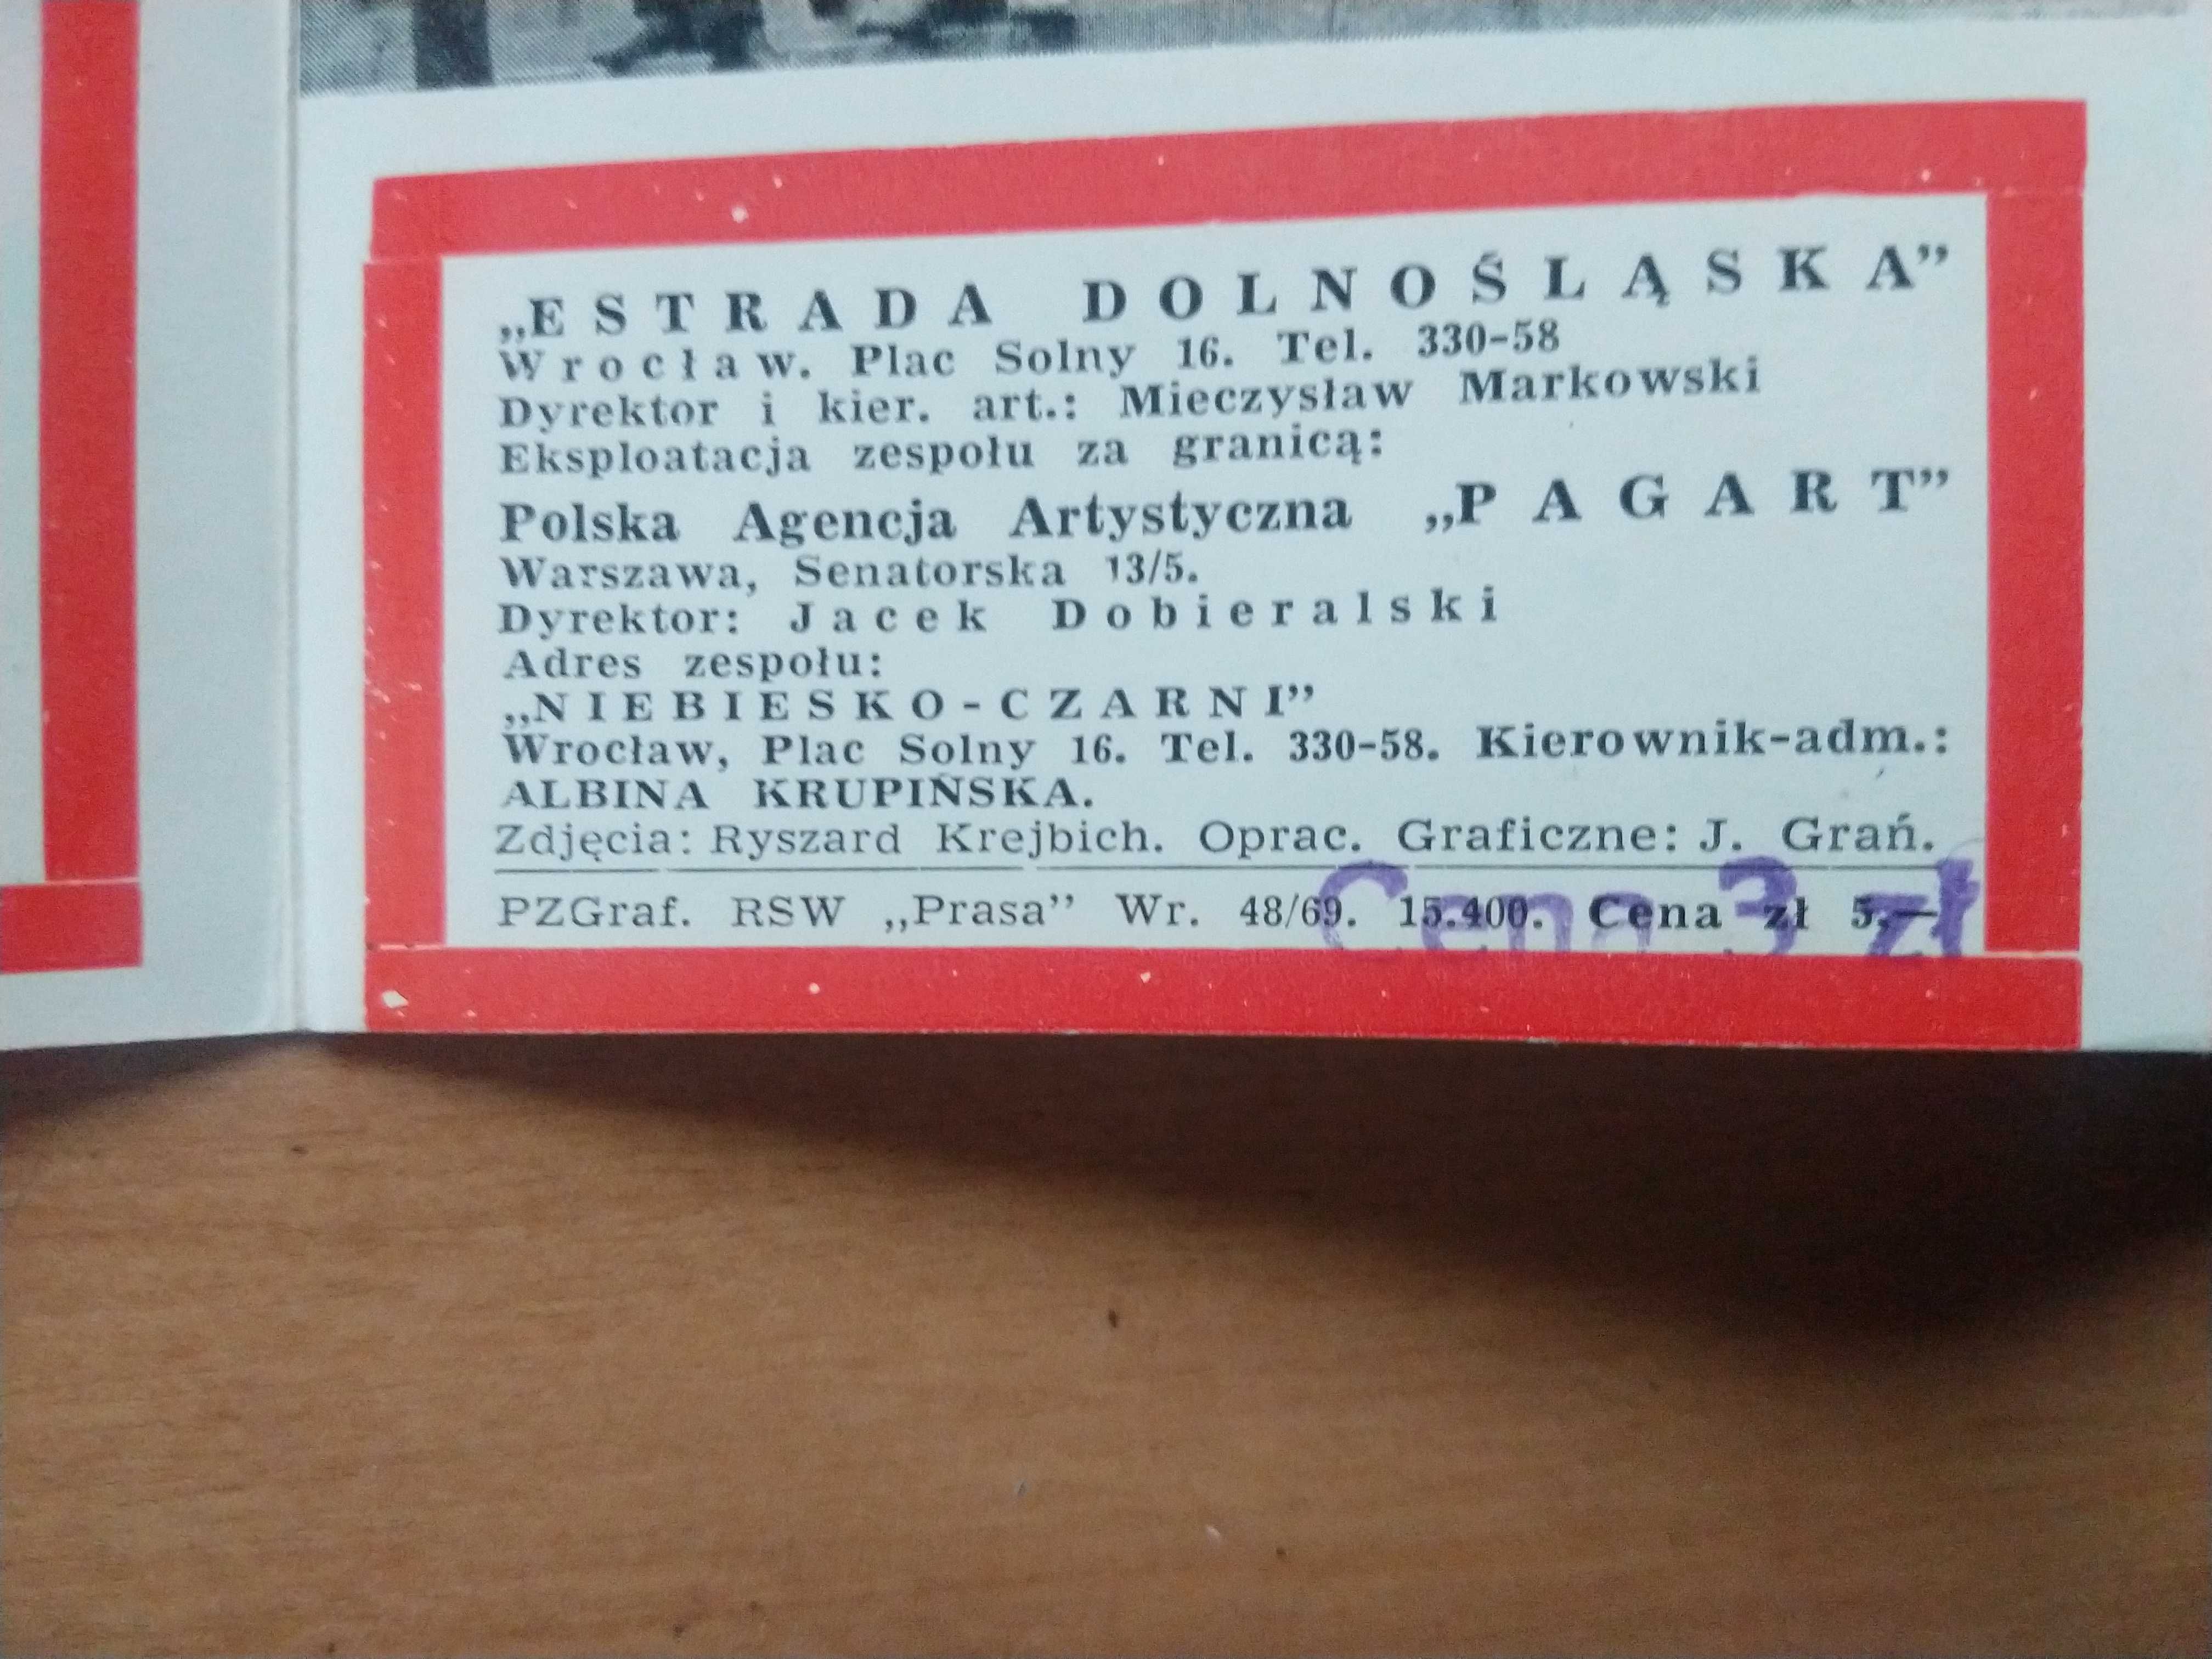 „ESTRADA DOLNOŚLĄSKA”
Wrocław. Plac Solny 16. Tel. 330-58
Dyrektor i kier. art.: Mieczysław Markowski
Eksploatacja zespołu za granicą:
Polska Agencja Artystyczna „PAGART”
Warszawa, Senatorska 13/5.
Dyrektor: Jacek Dobieralski
Adres zespołu:
„NIEBIESKO-CZARNI”
Wrocław, Plac Solny 16. Tel. 330-58. Kierownik-adm.:
ALBINA KRUPIŃSKA.
Zdjęcia: Ryszard Krejbich. Oprac. Graficzne: J. Grań.
PZGraf. RSW „Prasa” Wr. 48/69. 15.400. Cena zł 5,—
Cena 3 zł